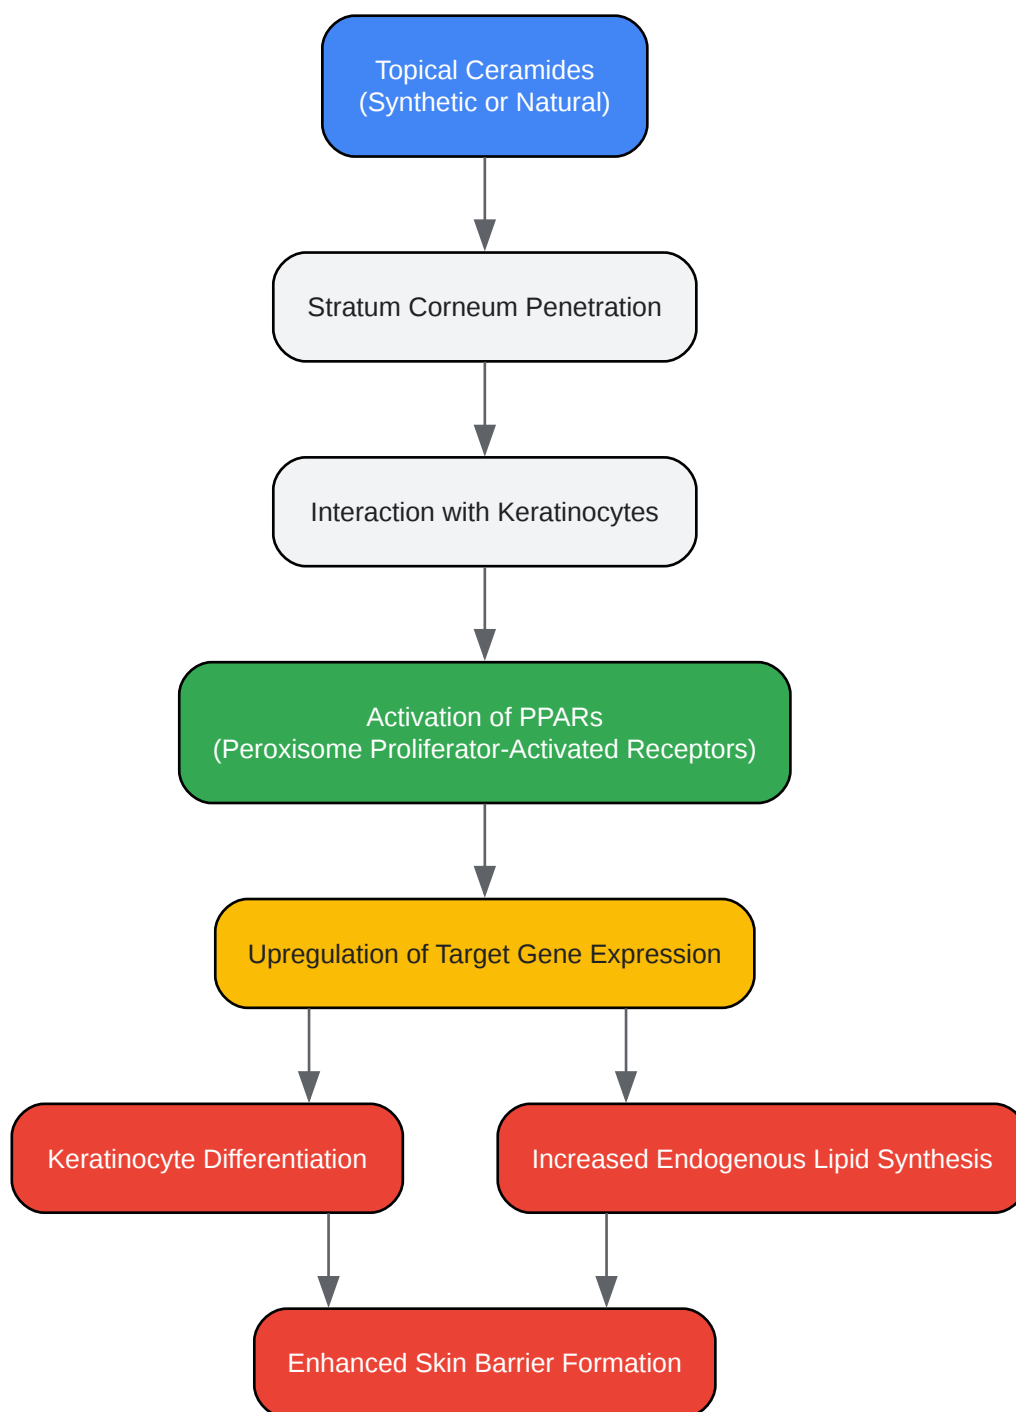 Topical Ceramides
(Synthetic or Natural)
Stratum Corneum Penetration
Interaction with Keratinocytes
Activation of PPARs
(Peroxisome Proliferator-Activated Receptors)
Upregulation of Target Gene Expression
Keratinocyte Differentiation
Increased Endogenous Lipid Synthesis
Enhanced Skin Barrier Formation